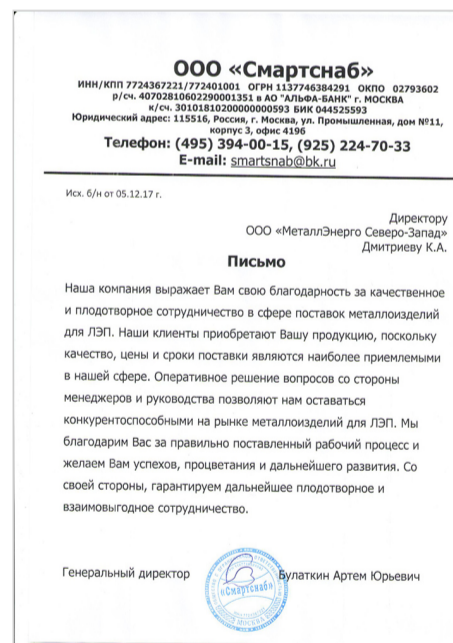 ООО «Смартснаб»
ИНН/КПП 7724367221/772401001 ОГРН 1137746384291 ОКПО 02793602
р/сч. 40702810602290001351 в АО "АЛЬФА-БАНК" г. МОСКВА
к/сч. 30101810200000000593 БИК 044525593
Юридический адрес: 115516, Россия, г. Москва, ул. Промышленная, дом №11,
корпус 3, офис 419б
Телефон: (495) 394-00-15, (925) 224-70-33
E-mail: smartsnab@bk.ru
Исх. б/н от 05.12.17 г.
Директору
ООО «МеталлЭнерго Северо-Запад»
Дмитриеву К.А.
Письмо
Наша компания выражает Вам свою благодарность за качественное
и плодотворное сотрудничество в сфере поставок металлоизделий
для ЛЭП. Наши клиенты приобретают Вашу продукцию, поскольку
качество, цены и сроки поставки являются наиболее приемлемыми
в нашей сфере. Оперативное решение вопросов со стороны
менеджеров и руководства позволяют нам оставаться
конкурентоспособными на рынке металлоизделий для ЛЭП. Мы
благодарим Вас за правильно поставленный рабочий процесс и
желаем Вам успехов, процветания и дальнейшего развития. Со
своей стороны, гарантируем дальнейшее плодотворное и
взаимовыгодное сотрудничество.
Генеральный директор Булаткин Артем Юрьевич
«Смартснаб»